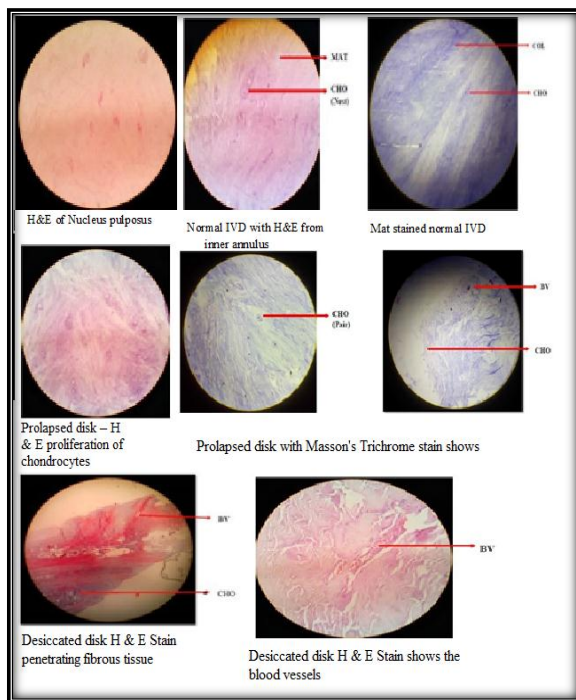 MAT
CHO
(Nest)
COL
CHO
H&E of Nucleus pulposus
Normal IVD with H&E from
inner annulus
Mat stained normal IVD
CHO
(Pair)
BV
CHO
Prolapsed disk – H
& E proliferation of
chondrocytes
Prolapsed disk with Masson's Trichrome stain shows
BV
CHO
BV
Desiccated disk H & E Stain
penetrating fibrous tissue
Desiccated disk H & E Stain shows the
blood vessels